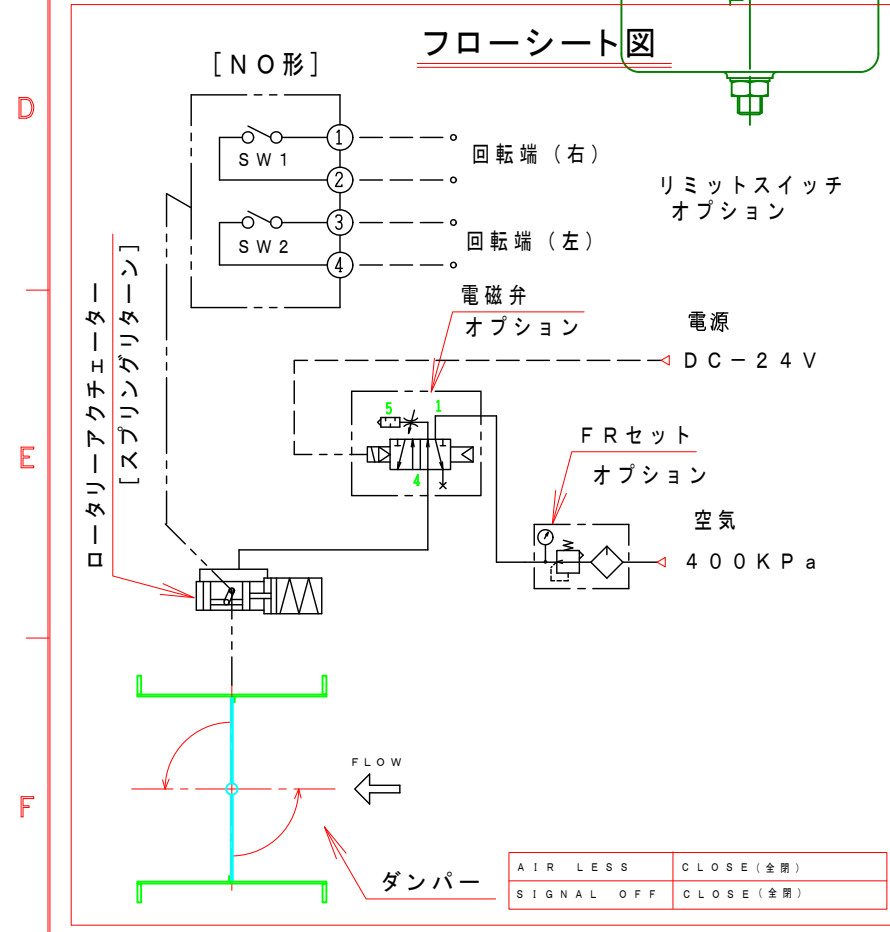 フローシート図
[NO形]
D
1
SW1
2
回転端(右)
3
SW2
4
回転端(左)
リミットスイッチ
オプション
ロータリーアクチェーター
[スプリングリターン]
電磁弁
オプション
電源
DC-24V
5
1
4
E
FRセット
オプション
空気
400KPa
FLOW
F
ダンパー
AIR LESS CLOSE(全閉)
SIGNAL OFF CLOSE(全閉)